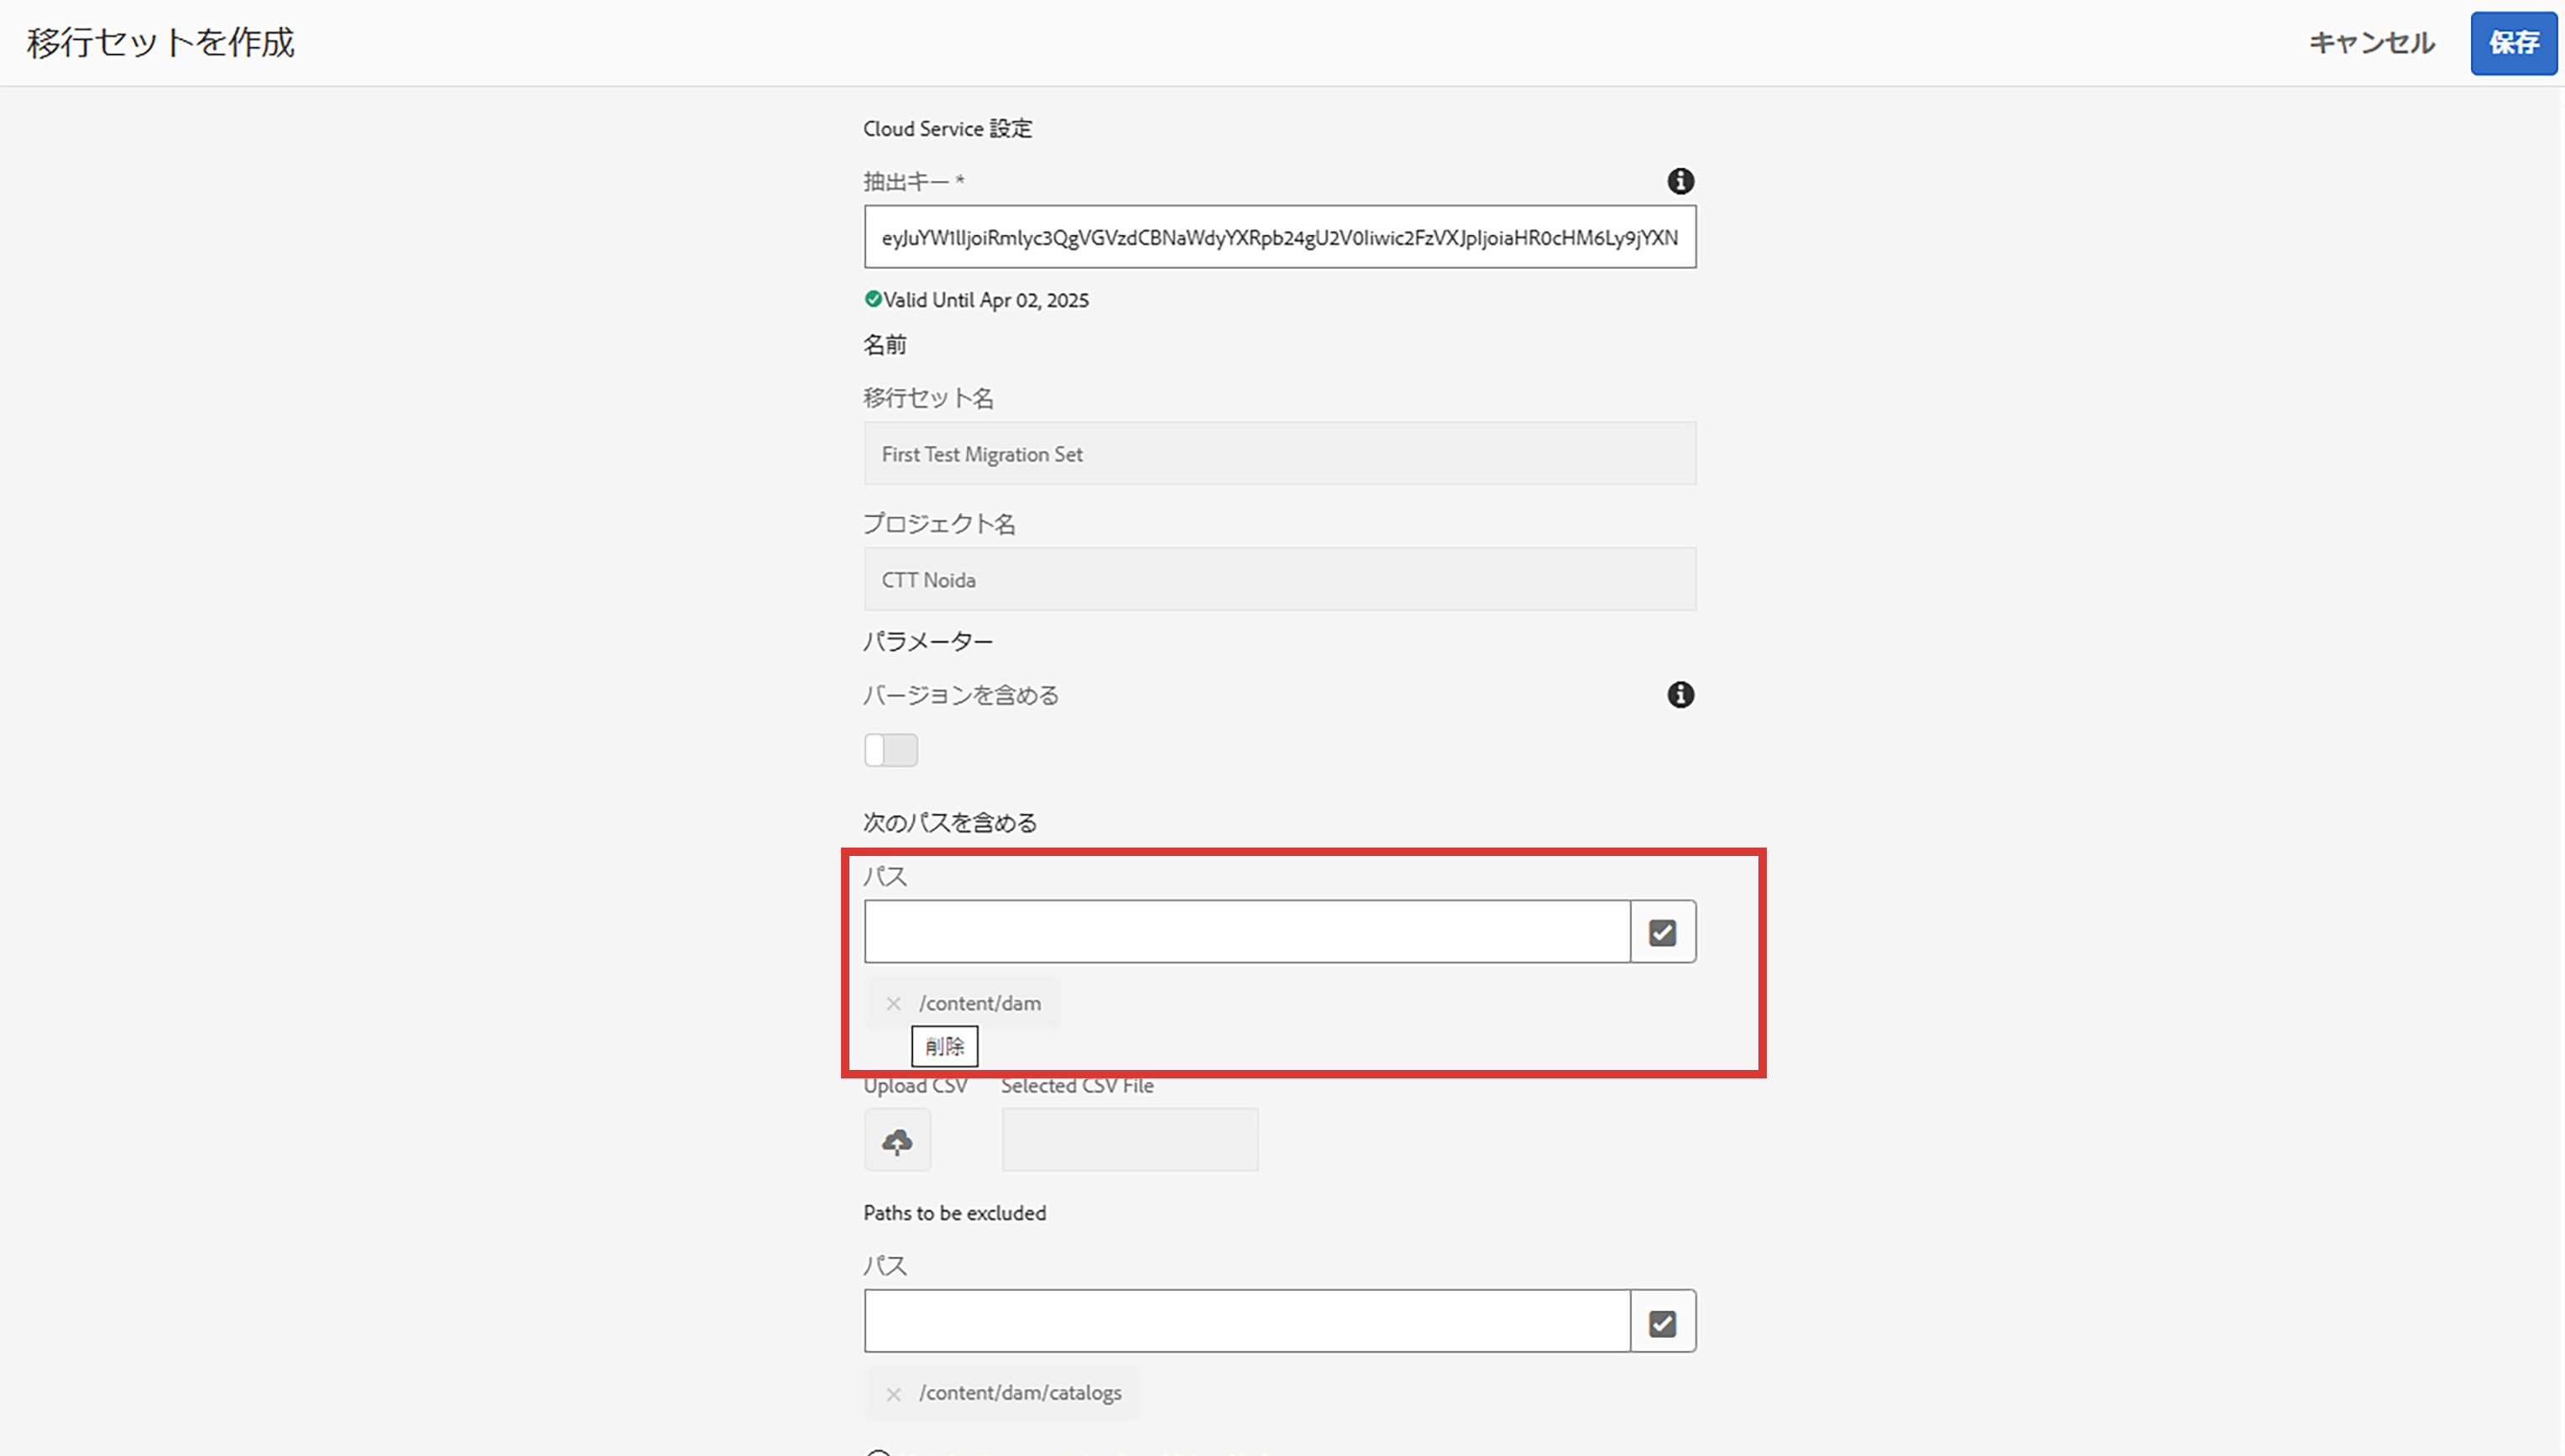 移行セットを作成
キャンセル
保存
Cloud Service 設定
抽出キー *
eyJuYW1lIjoiRmlyc3QgVGVzdCBNaWdyYXRpb24gU2V0Iiwic2FzVXJpIjoiaHR0cHM6Ly9jYXN
Valid Until Apr 02, 2025
名前
移行セット名
First Test Migration Set
プロジェクト名
CTT Noida
パラメーター
バージョンを含める
次のパスを含める
パス
/content/dam
削除
Upload CSV
Selected CSV File
Paths to be excluded
パス
/content/dam/catalogs